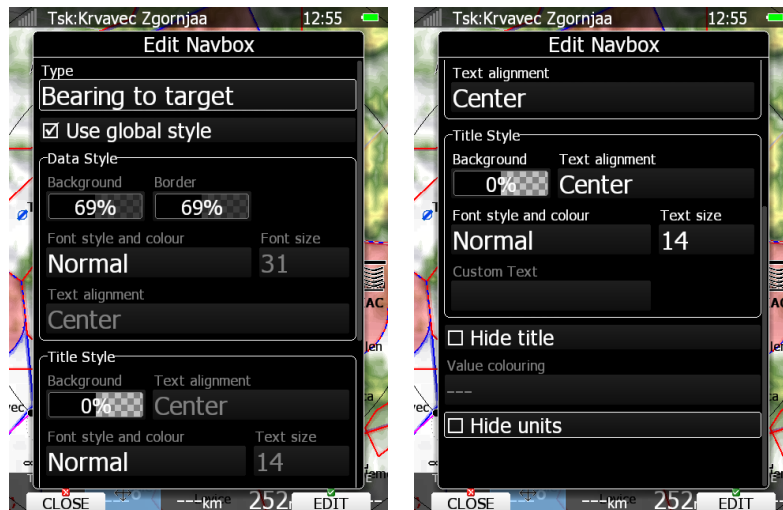 Tsk:Krvavec Zgornjaa 12:55
Edit Navbox
Type
Bearing to target
Use global style
Data Style
Background Border
69% 69%
Font style and colour Font size
Normal 31
Text alignment
Center
Title Style
Background Text alignment
0% Center
Font style and colour Text size
Normal 14
CLOSE ---km 252 EDIT
Tsk:Krvavec Zgornjaa 12:55
Edit Navbox
Text alignment
Center
Title Style
Background Text alignment
0% Center
Font style and colour Text size
Normal 14
Custom Text
Hide title
Value colouring
---
Hide units
AC
CLOSE ---km 252 EDIT